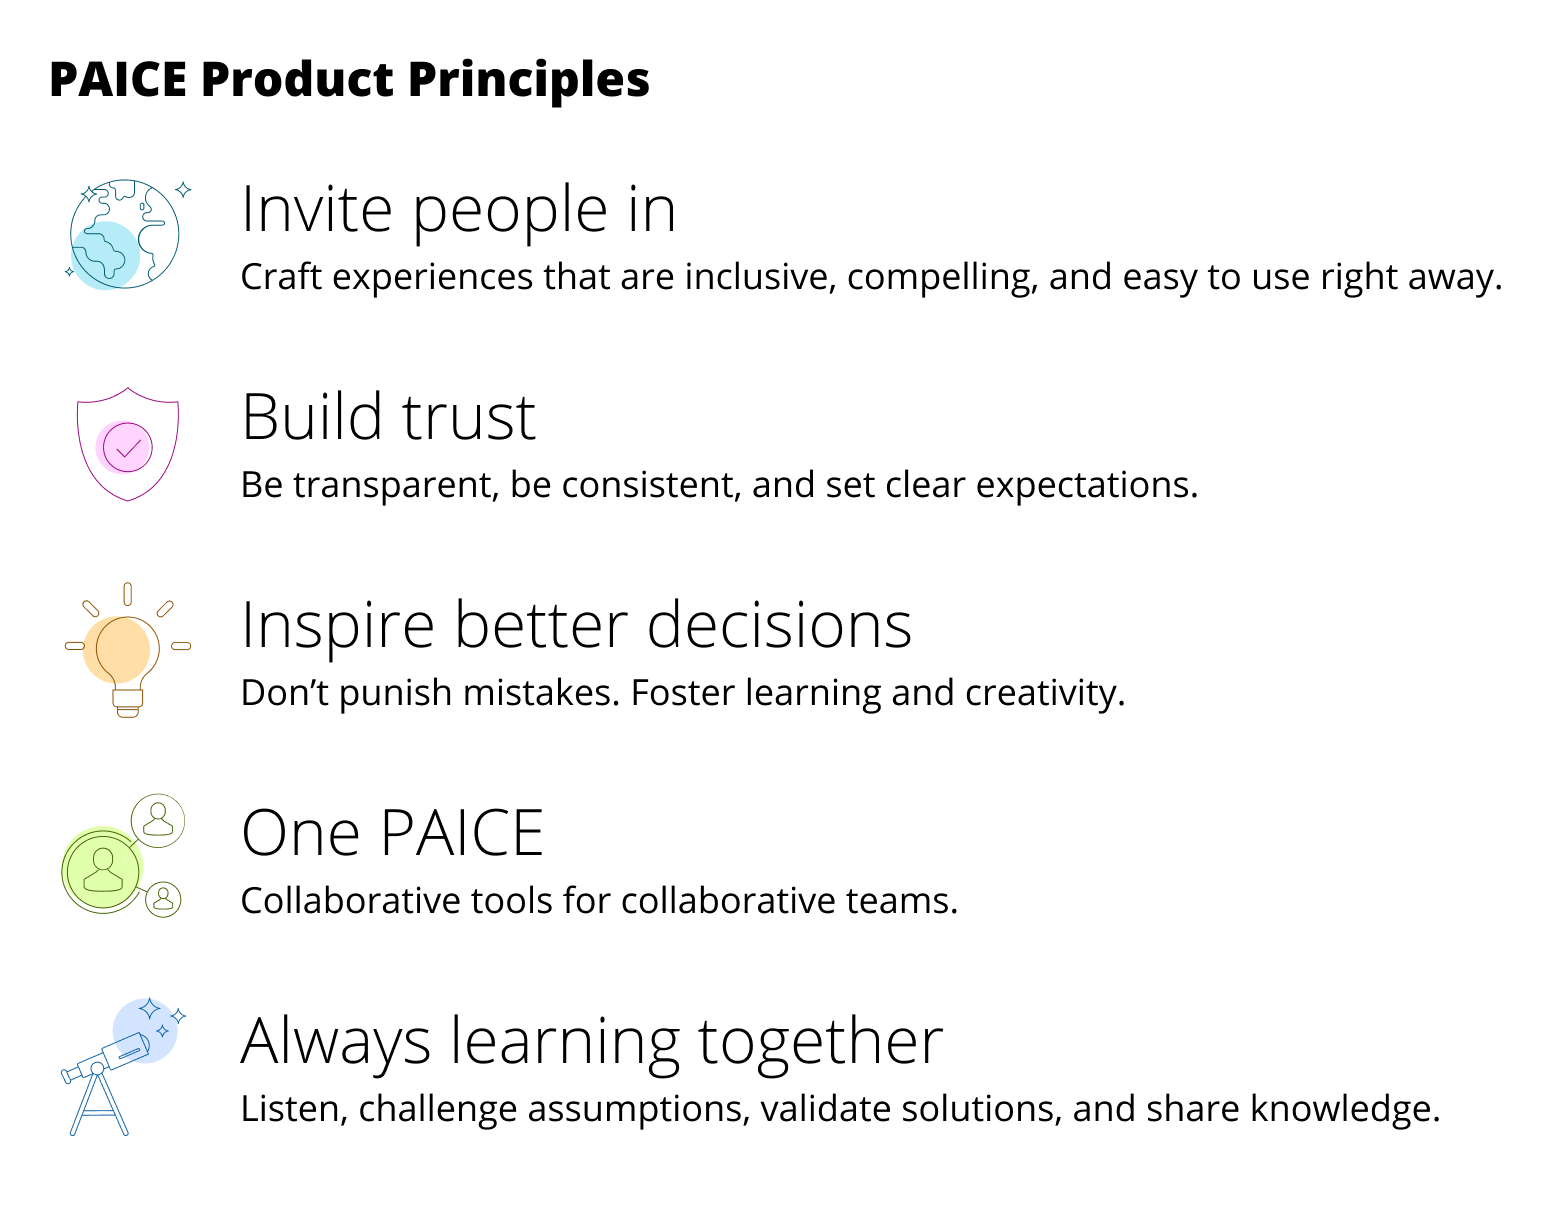 PAICE Product Principles
Invite people in
Craft experiences that are inclusive, compelling, and easy to use right away.
Build trust
Be transparent, be consistent, and set clear expectations.
Inspire better decisions
Don’t punish mistakes. Foster learning and creativity.
One PAICE
Collaborative tools for collaborative teams.
Always learning together
Listen, challenge assumptions, validate solutions, and share knowledge.